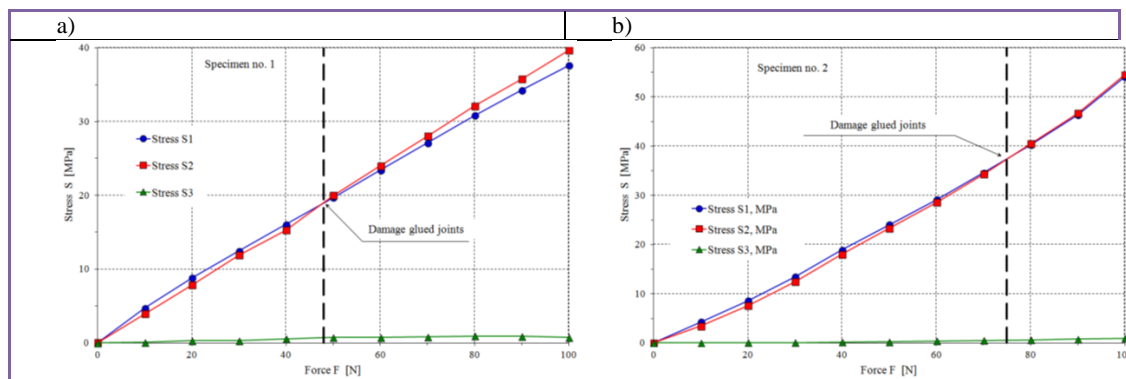 a)
b)
40
30
20
10
0
Stress S [MPa]
Specimen no. 1
Stress S1
Stress S2
Stress S3
Damage glued joints
0 20 40 60 80 100
Force F [N]
60
50
40
30
20
10
0
Stress S [MPa]
Specimen no. 2
Damage glued joints
Stress S1, MPa
Stress S2, MPa
Stress S3, MPa
0 20 40 60 80 100
Force F [N]